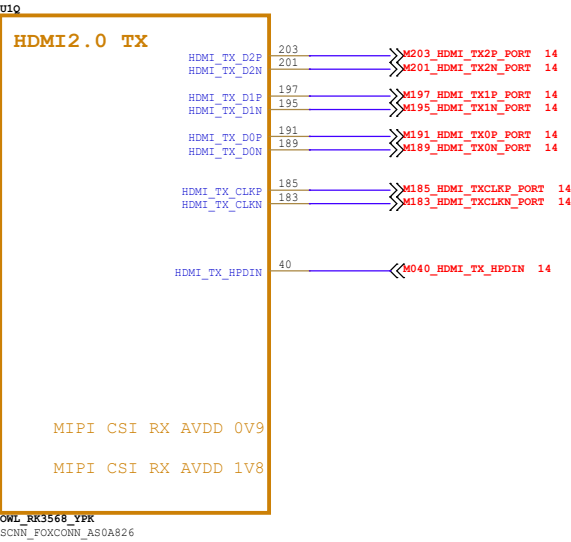 U1Q
HDMI2.0 TX
HDMI_TX_D2P 203 M203_HDMI_TX2P_PORT 14
HDMI_TX_D2N 201 M201_HDMI_TX2N_PORT 14
HDMI_TX_D1P 197 M197_HDMI_TX1P_PORT 14
HDMI_TX_D1N 195 M195_HDMI_TX1N_PORT 14
HDMI_TX_D0P 191 M191_HDMI_TX0P_PORT 14
HDMI_TX_D0N 189 M189_HDMI_TX0N_PORT 14
HDMI_TX_CLKP 185 M185_HDMI_TXCLKP_PORT 14
HDMI_TX_CLKN 183 M183_HDMI_TXCLKN_PORT 14
HDMI_TX_HPDIN 40 M040_HDMI_TX_HPDIN 14
MIPI CSI RX AVDD 0V9
MIPI CSI RX AVDD 1V8
OWL_RK3568_YPK
SCNN_FOXCONN_AS0A826